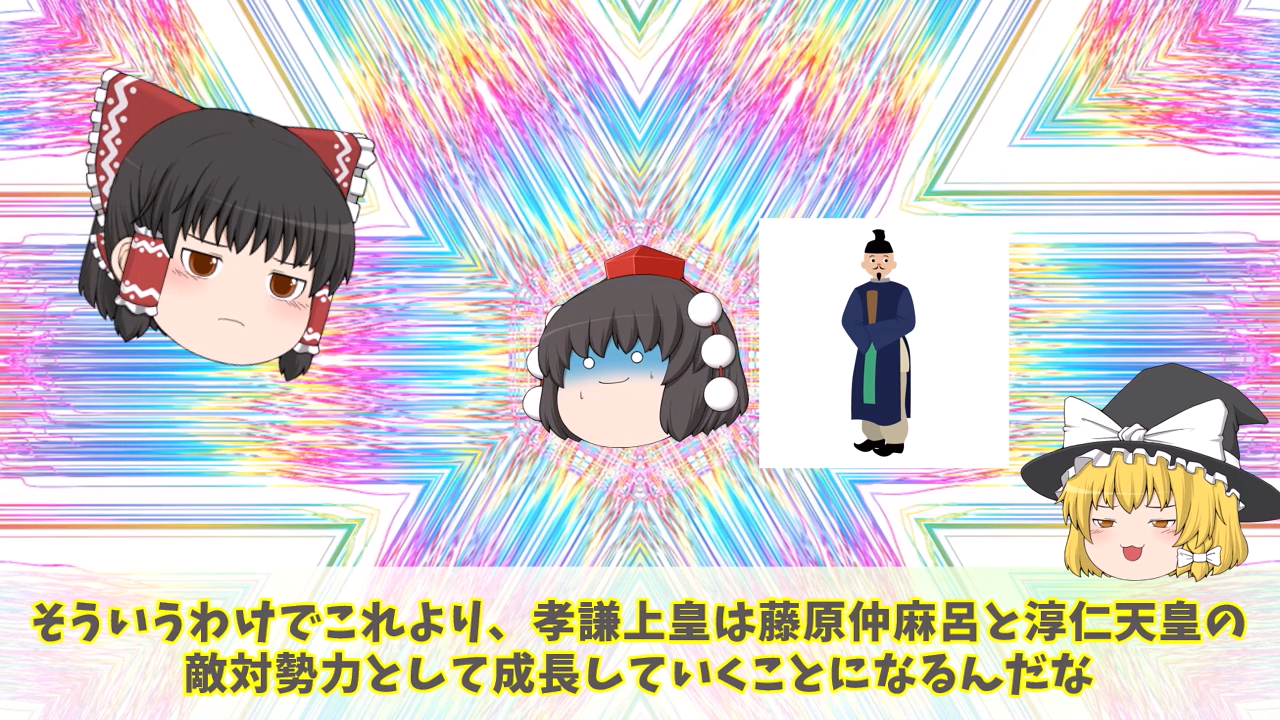 そういうわけでこれより、孝謙上皇は藤原仲麻呂と淳仁天皇の
敵対勢力として成長していくことになるんだな